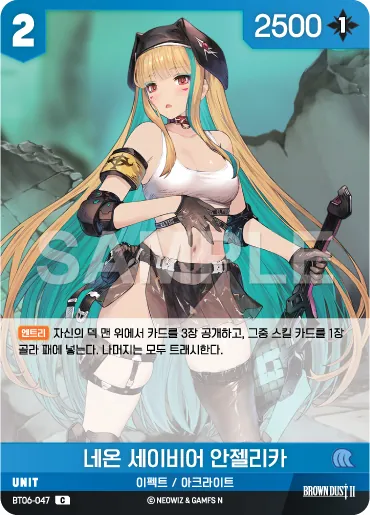 2
2500
1
SAMPLE
엔트리 자신의 덱 맨 위에서 카드를 3장 공개하고, 그중 스킬 카드를 1장
골라 패에 넣는다. 나머지는 모두 트래시한다.
네온 세이비어 안젤리카
UNIT
이펙트 / 아크라이트
BT06-047 C
© NEOWIZ & GAMFS N
BROWN DUST II